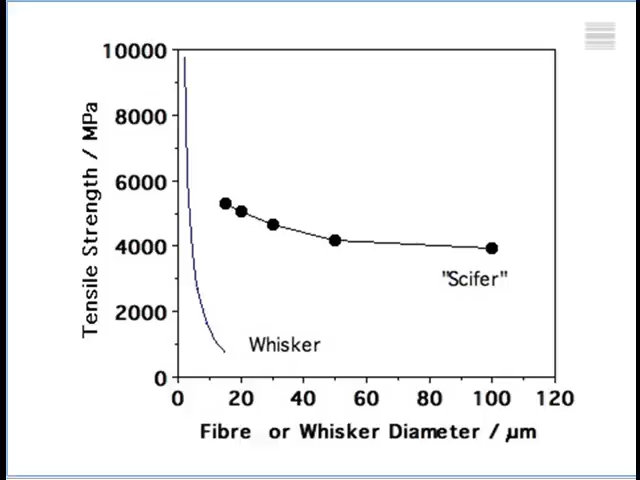 10000
8000
6000
4000
2000
0
Tensile Strength / MPa
"Scifer"
Whisker
0 20 40 60 80 100 120
Fibre or Whisker Diameter / µm